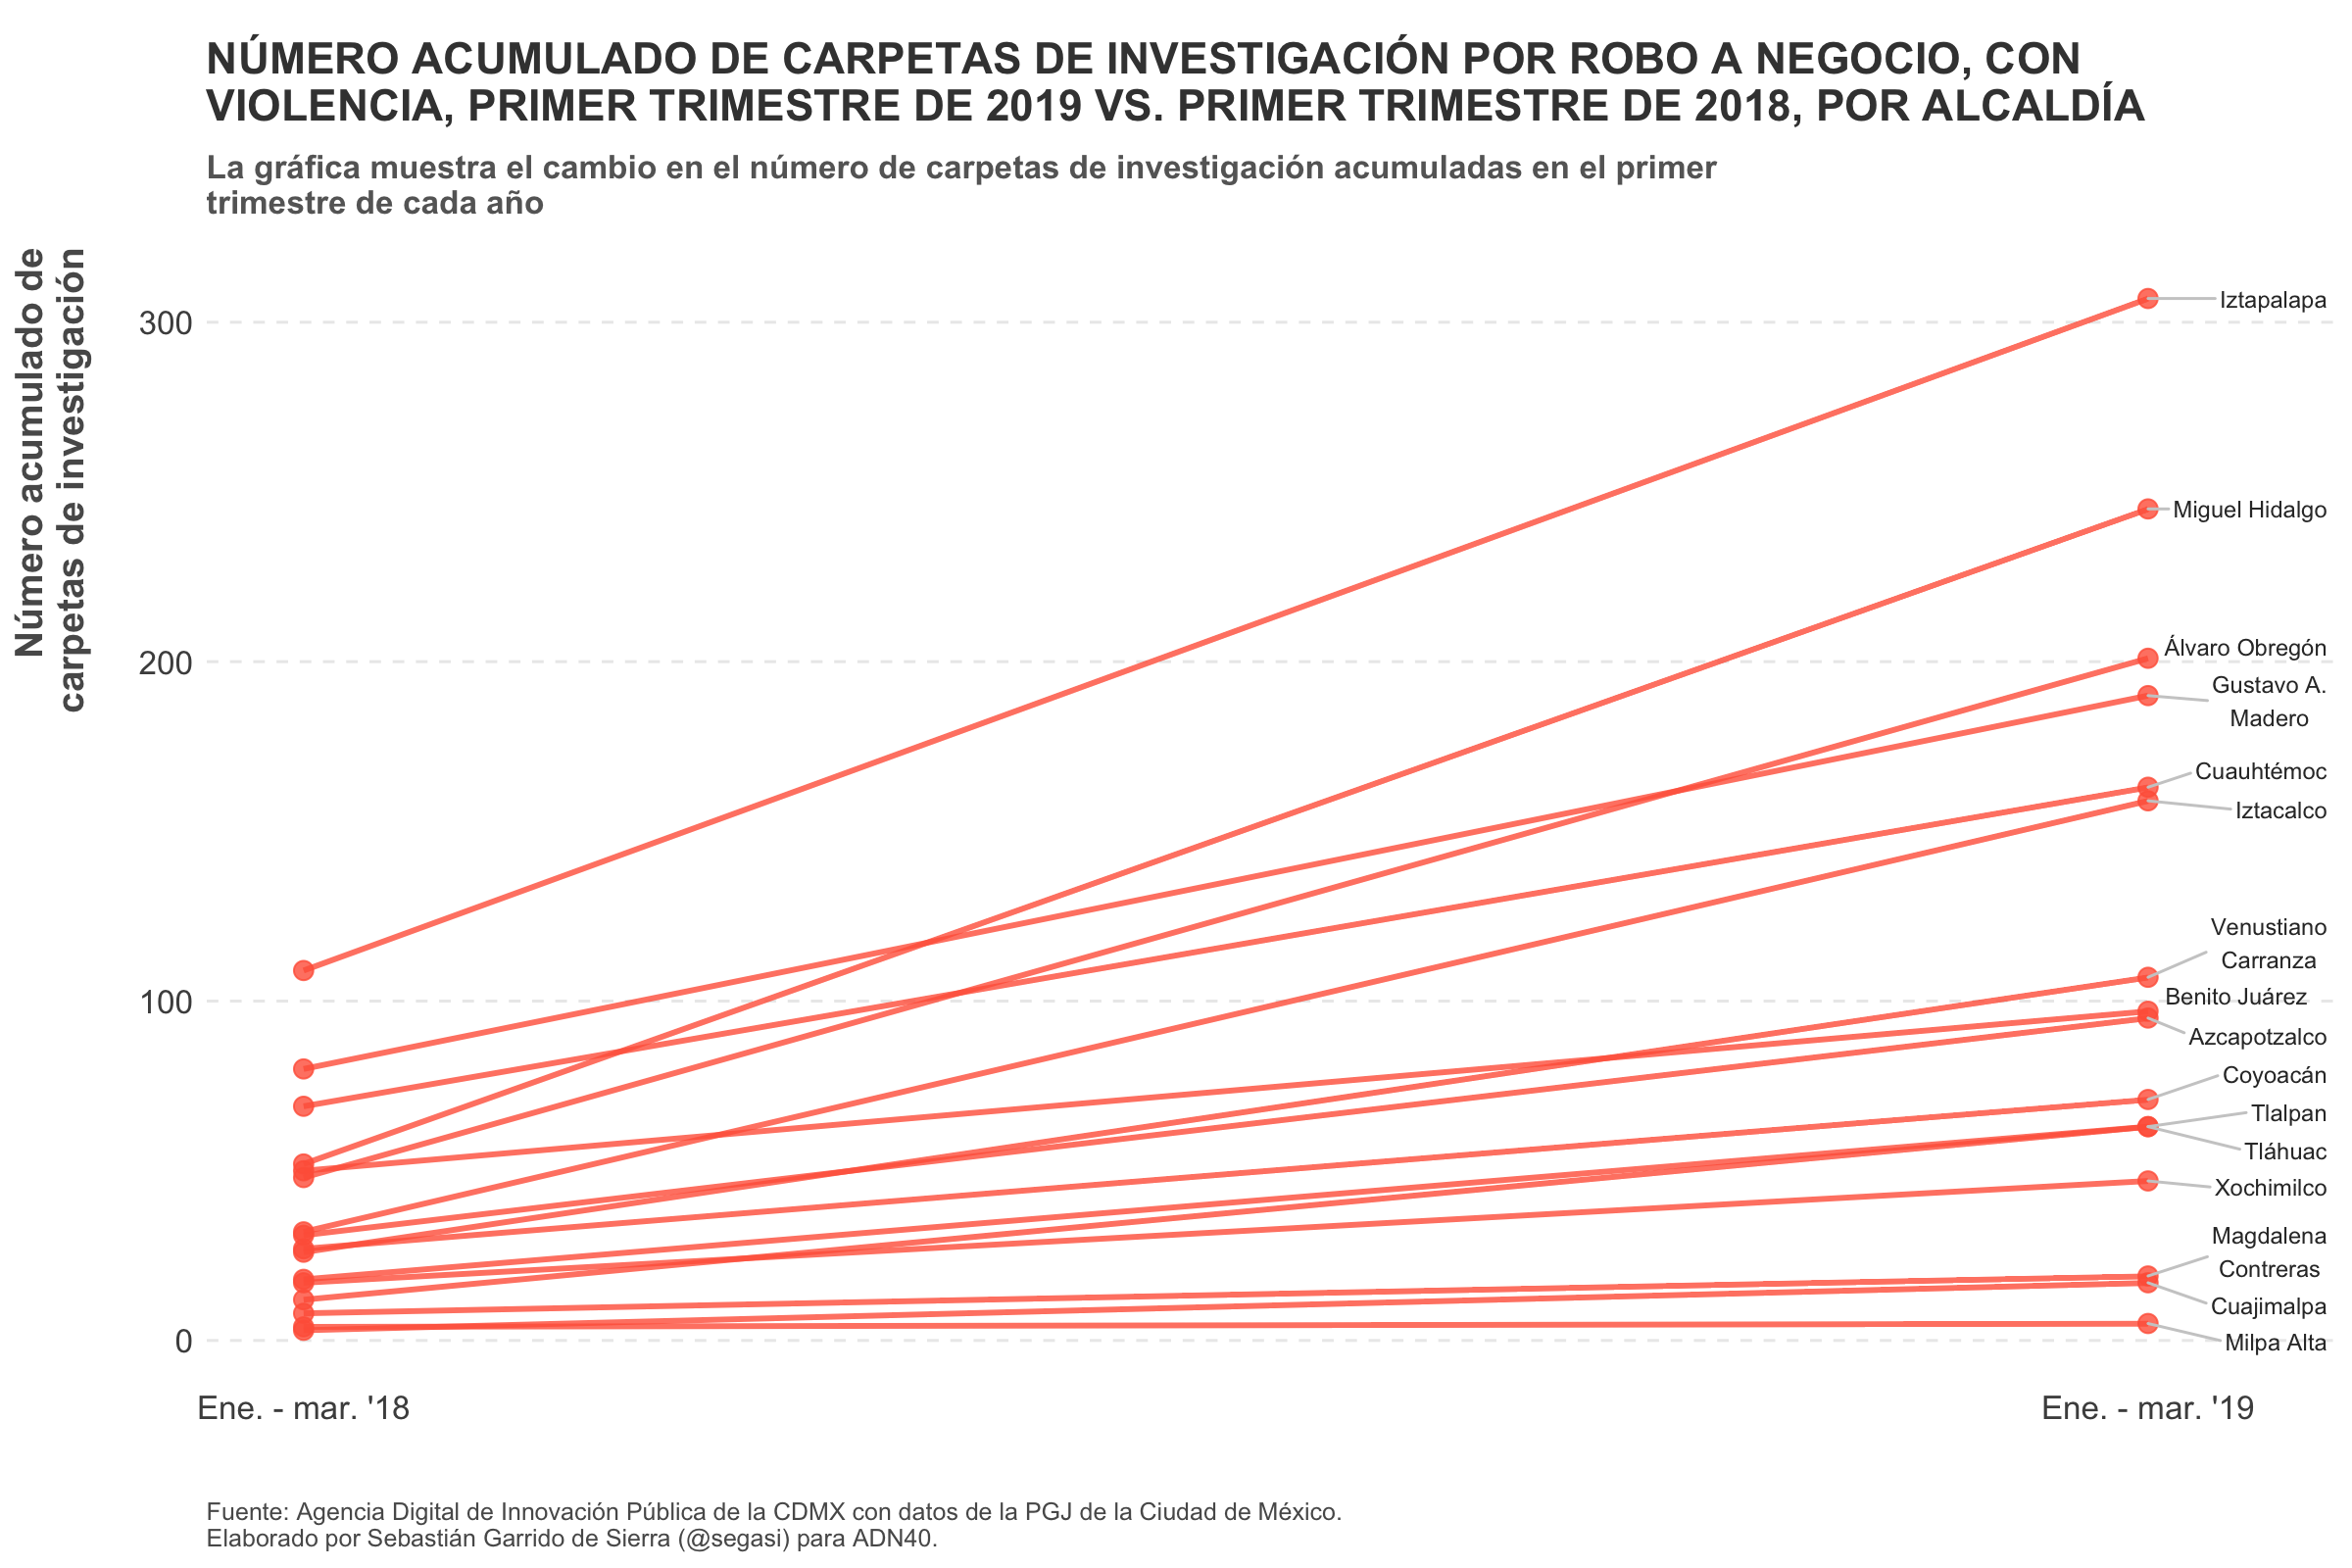 NÚMERO ACUMULADO DE CARPETAS DE INVESTIGACIÓN POR ROBO A NEGOCIO, CON
VIOLENCIA, PRIMER TRIMESTRE DE 2019 VS. PRIMER TRIMESTRE DE 2018, POR ALCALDÍA
La gráfica muestra el cambio en el número de carpetas de investigación acumuladas en el primer
trimestre de cada año
Número acumulado de
carpetas de investigación
300
200
100
0
Iztapalapa
Miguel Hidalgo
Álvaro Obregón
Gustavo A.
Madero
Cuauhtémoc
Iztacalco
Venustiano
Carranza
Benito Juárez
Azcapotzalco
Coyoacán
Tlalpan
Tláhuac
Xochimilco
Magdalena
Contreras
Cuajimalpa
Milpa Alta
Ene. - mar. '18
Ene. - mar. '19
Fuente: Agencia Digital de Innovación Pública de la CDMX con datos de la PGJ de la Ciudad de México.
Elaborado por Sebastián Garrido de Sierra (@segasi) para ADN40.